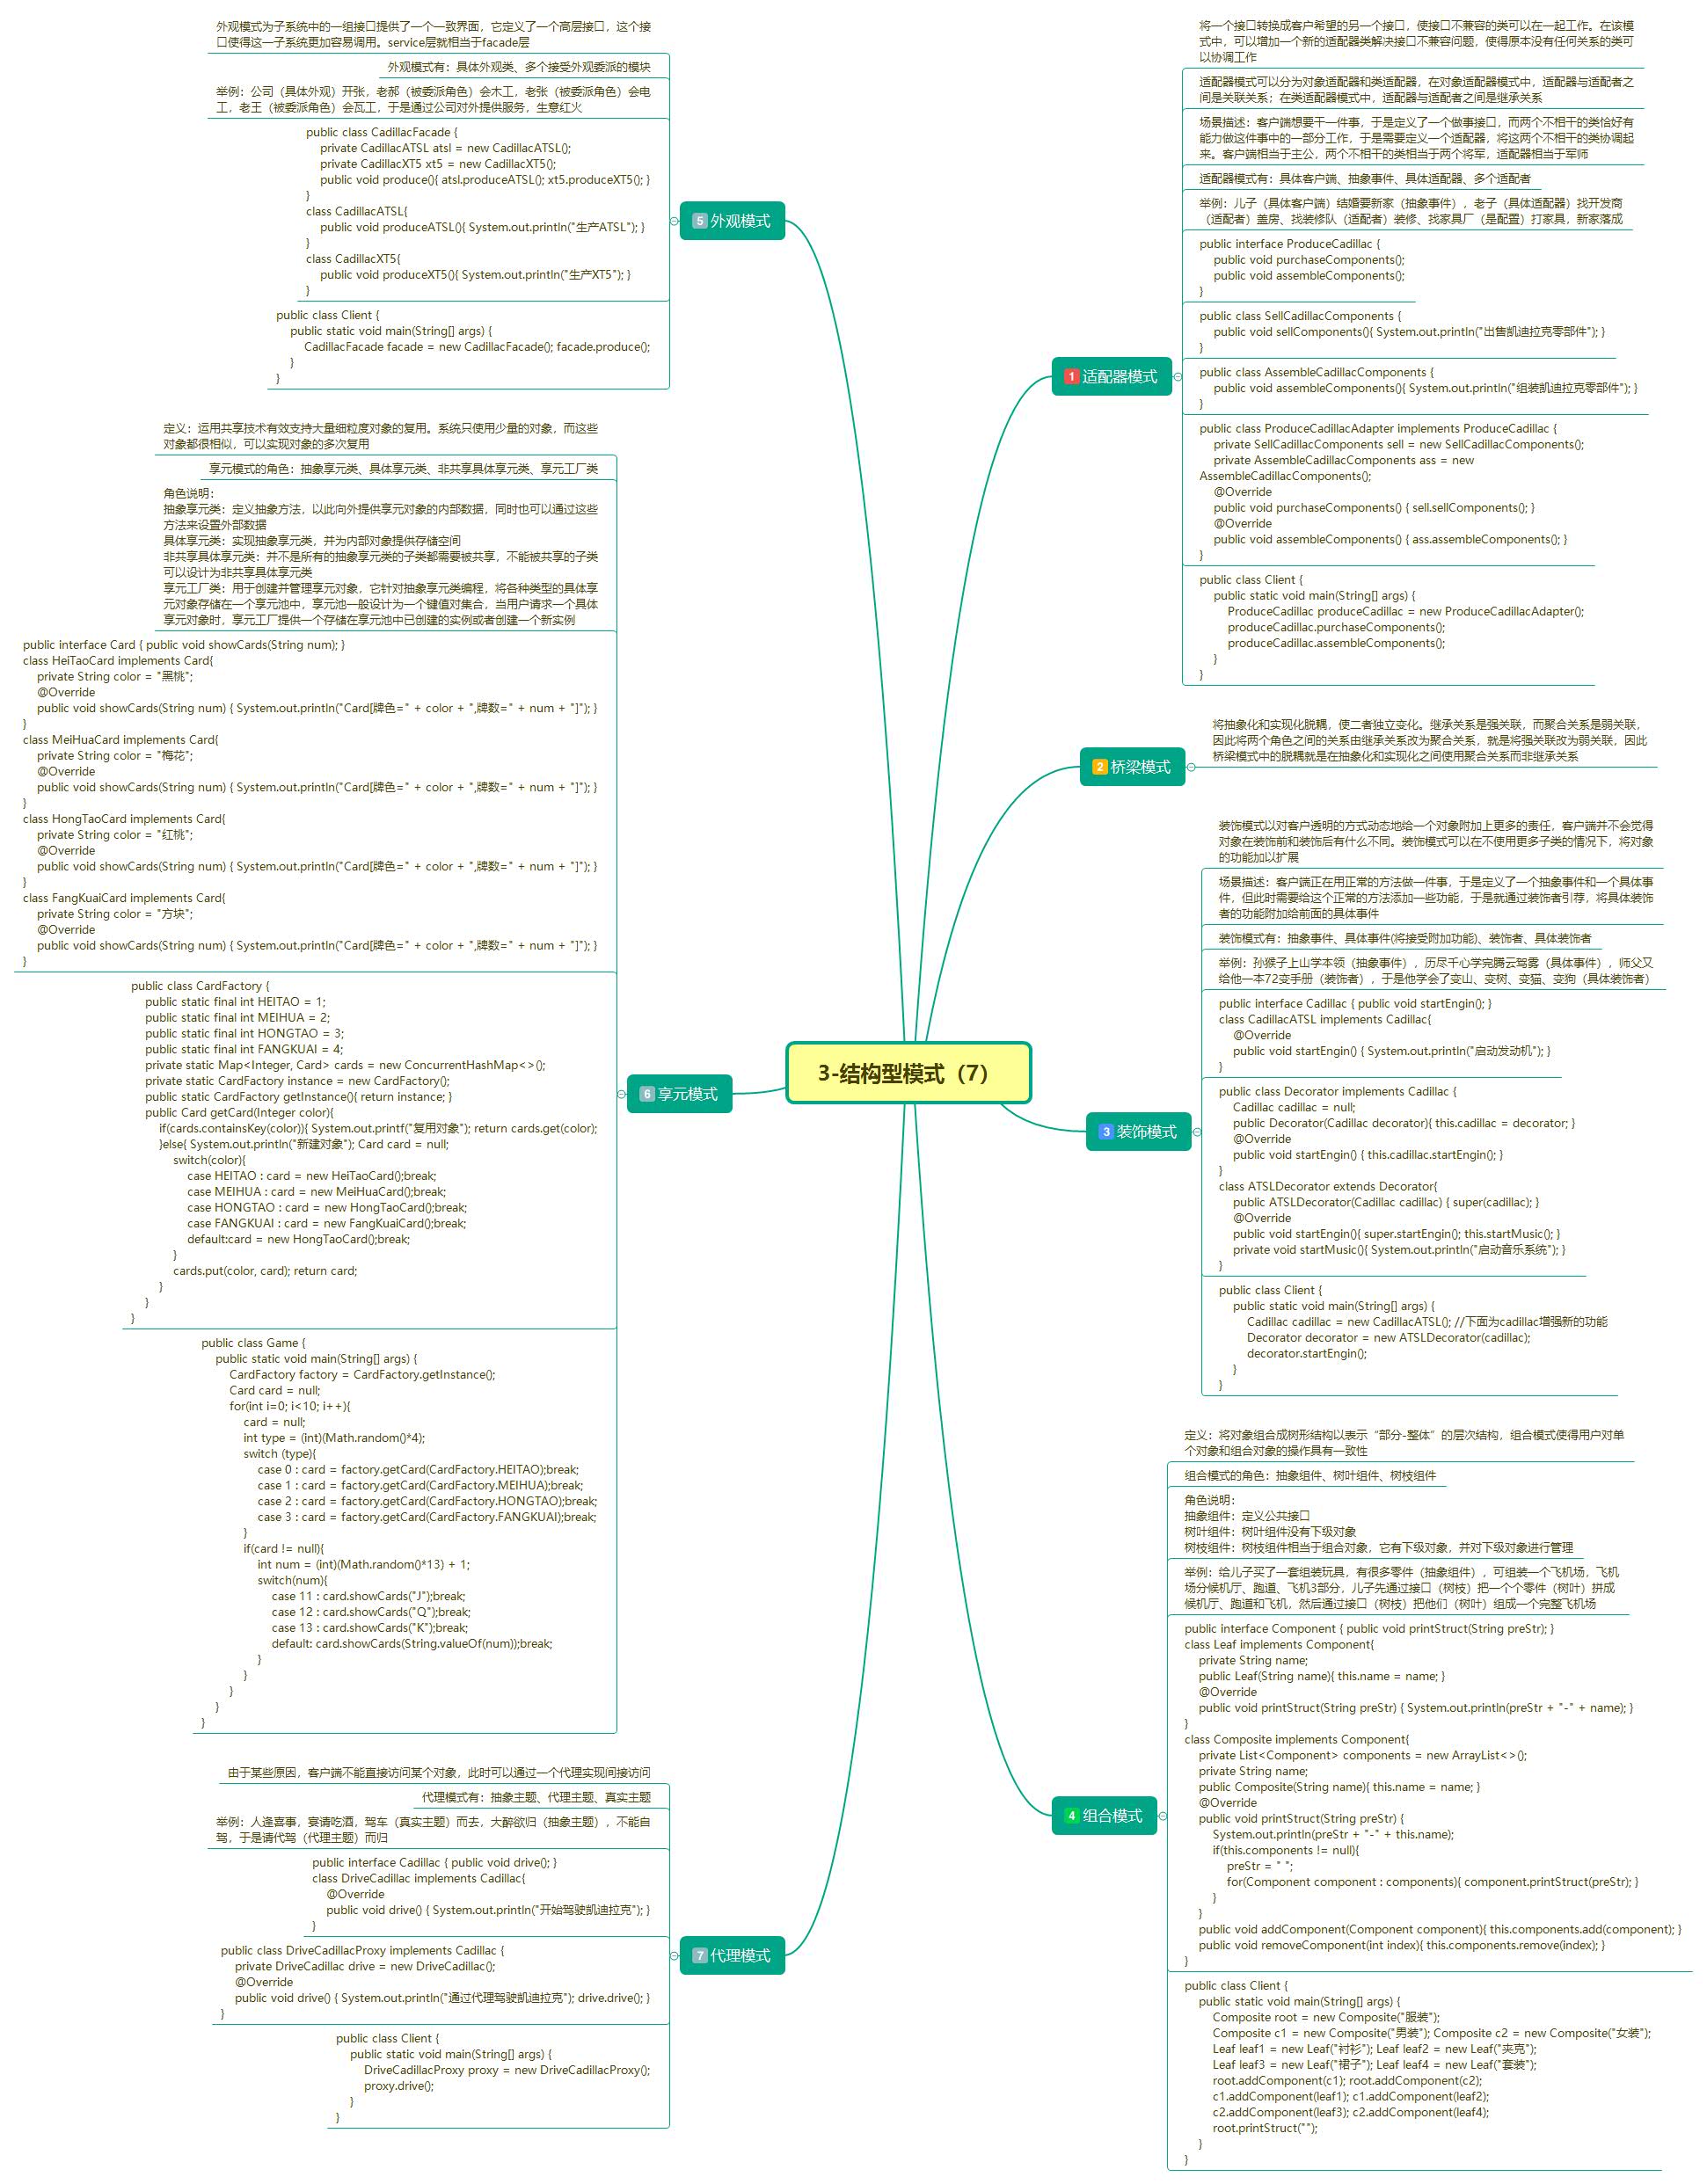 3-结构型模式（7）
1 适配器模式
将一个接口转换成客户希望的另一个接口，使接口不兼容的类可以在一起工作。在该模
式中，可以增加一个新的适配器类解决接口不兼容问题，使得原本没有任何关系的类可
以协调工作
适配器模式可以分为对象适配器和类适配器，在对象适配器模式中，适配器与适配者之
间是关联关系；在类适配器模式中，适配器与适配者之间是继承关系
场景描述：客户端想要干一件事，于是定义了一个做事接口，而两个不相干的类恰好有
能力做这件事中的一部分工作，于是需要定义一个适配器，将这两个不相干的类协调起
来。客户端相当于主公，两个不相干的类相当于两个将军，适配器相当于军师
适配器模式有：具体客户端、抽象事件、具体适配器、多个适配者
举例：儿子（具体客户端）结婚要新家（抽象事件），老子（具体适配器）找开发商
（适配者）盖房、找装修队（适配者）装修、找家具厂（是配置）打家具，新家落成
public interface ProduceCadillac {
public void purchaseComponents();
public void assembleComponents();
}
public class SellCadillacComponents {
public void sellComponents(){ System.out.println("出售凯迪拉克零部件"); }
}
public class AssembleCadillacComponents {
public void assembleComponents(){ System.out.println("组装凯迪拉克零部件"); }
}
public class ProduceCadillacAdapter implements ProduceCadillac {
private SellCadillacComponents sell = new SellCadillacComponents();
private AssembleCadillacComponents ass = new
AssembleCadillacComponents();
@Override
public void purchaseComponents() { sell.sellComponents(); }
@Override
public void assembleComponents() { ass.assembleComponents(); }
}
public class Client {
public static void main(String[] args) {
ProduceCadillac produceCadillac = new ProduceCadillacAdapter();
produceCadillac.purchaseComponents();
produceCadillac.assembleComponents();
}
}
2 桥梁模式
将抽象化和实现化脱耦，使二者独立变化。继承关系是强关联，而聚合关系是弱关联，
因此将两个角色之间的关系由继承关系改为聚合关系，就是将强关联改为弱关联，因此
桥梁模式中的脱耦就是在抽象化和实现化之间使用聚合关系而非继承关系
3 装饰模式
装饰模式以对客户透明的方式动态地给一个对象附加上更多的责任，客户端并不会觉得
对象在装饰前和装饰后有什么不同。装饰模式可以在不使用更多子类的情况下，将对象
的功能加以扩展
场景描述：客户端正在用正常的方法做一件事，于是定义了一个抽象事件和一个具体事
件，但此时需要给这个正常的方法添加一些功能，于是就通过装饰者引荐，将具体装饰
者的功能附加给前面的具体事件
装饰模式有：抽象事件、具体事件(将接受附加功能)、装饰者、具体装饰者
举例：孙猴子上山学本领（抽象事件），历尽千心学完腾云驾雾（具体事件），师父又
给他一本72变手册（装饰者），于是他学会了变山、变树、变猫、变狗（具体装饰者）
public interface Cadillac { public void startEngin(); }
class CadillacATSL implements Cadillac{
@Override
public void startEngin() { System.out.println("启动发动机"); }
}
public class Decorator implements Cadillac {
Cadillac cadillac = null;
public Decorator(Cadillac decorator){ this.cadillac = decorator; }
@Override
public void startEngin() { this.cadillac.startEngin(); }
}
class ATSLDecorator extends Decorator{
public ATSLDecorator(Cadillac cadillac) { super(cadillac); }
@Override
public void startEngin(){ super.startEngin(); this.startMusic(); }
private void startMusic(){ System.out.println("启动音乐系统"); }
}
public class Client {
public static void main(String[] args) {
Cadillac cadillac = new CadillacATSL(); //下面为cadillac增强新的功能
Decorator decorator = new ATSLDecorator(cadillac);
decorator.startEngin();
}
}
4 组合模式
定义：将对象组合成树形结构以表示“部分-整体”的层次结构，组合模式使得用户对单
个对象和组合对象的操作具有一致性
组合模式的角色：抽象组件、树叶组件、树枝组件
角色说明：
抽象组件：定义公共接口
树叶组件：树叶组件没有下级对象
树枝组件：树枝组件相当于组合对象，它有下级对象，并对下级对象进行管理
举例：给儿子买了一套组装玩具，有很多零件（抽象组件），可组装一个飞机场，飞机
场分候机厅、跑道、飞机3部分，儿子先通过接口（树枝）把一个个零件（树叶）拼成
候机厅、跑道和飞机，然后通过接口（树枝）把他们（树叶）组成一个完整飞机场
public interface Component { public void printStruct(String preStr); }
class Leaf implements Component{
private String name;
public Leaf(String name){ this.name = name; }
@Override
public void printStruct(String preStr) { System.out.println(preStr + "-" + name); }
}
class Composite implements Component{
private List<Component> components = new ArrayList<>();
private String name;
public Composite(String name){ this.name = name; }
@Override
public void printStruct(String preStr) {
System.out.println(preStr + "-" + this.name);
if(this.components != null){
preStr = " ";
for(Component component : components){ component.printStruct(preStr); }
}
}
public void addComponent(Component component){ this.components.add(component); }
public void removeComponent(int index){ this.components.remove(index); }
}
public class Client {
public static void main(String[] args) {
Composite root = new Composite("服装");
Composite c1 = new Composite("男装"); Composite c2 = new Composite("女装");
Leaf leaf1 = new Leaf("衬衫"); Leaf leaf2 = new Leaf("夹克");
Leaf leaf3 = new Leaf("裙子"); Leaf leaf4 = new Leaf("套装");
root.addComponent(c1); root.addComponent(c2);
c1.addComponent(leaf1); c1.addComponent(leaf2);
c2.addComponent(leaf3); c2.addComponent(leaf4);
root.printStruct("");
}
}
5 外观模式
外观模式为子系统中的一组接口提供了一个一致界面，它定义了一个高层接口，这个接
口使得这一子系统更加容易调用。service层就相当于facade层
外观模式有：具体外观类、多个接受外观委派的模块
举例：公司（具体外观）开张，老郝（被委派角色）会木工，老张（被委派角色）会电
工，老王（被委派角色）会瓦工，于是通过公司对外提供服务，生意红火
public class CadillacFacade {
private CadillacATSL atsl = new CadillacATSL();
private CadillacXT5 xt5 = new CadillacXT5();
public void produce(){ atsl.produceATSL(); xt5.produceXT5(); }
}
class CadillacATSL{
public void produceATSL(){ System.out.println("生产ATSL"); }
}
class CadillacXT5{
public void produceXT5(){ System.out.println("生产XT5"); }
}
public class Client {
public static void main(String[] args) {
CadillacFacade facade = new CadillacFacade(); facade.produce();
}
}
6 享元模式
定义：运用共享技术有效支持大量细粒度对象的复用。系统只使用少量的对象，而这些
对象都很相似，可以实现对象的多次复用
享元模式的角色：抽象享元类、具体享元类、非共享具体享元类、享元工厂类
角色说明：
抽象享元类：定义抽象方法，以此向外提供享元对象的内部数据，同时也可以通过这些
方法来设置外部数据
具体享元类：实现抽象享元类，并为内部对象提供存储空间
非共享具体享元类：并不是所有的抽象享元类的子类都需要被共享，不能被共享的子类
可以设计为非共享具体享元类
享元工厂类：用于创建并管理享元对象，它针对抽象享元类编程，将各种类型的具体享
元对象存储在一个享元池中，享元池一般设计为一个键值对集合，当用户请求一个具体
享元对象时，享元工厂提供一个存储在享元池中已创建的实例或者创建一个新实例
public interface Card { public void showCards(String num); }
class HeiTaoCard implements Card{
private String color = "黑桃";
@Override
public void showCards(String num) { System.out.println("Card[牌色=" + color + ",牌数=" + num + "]"); }
}
class MeiHuaCard implements Card{
private String color = "梅花";
@Override
public void showCards(String num) { System.out.println("Card[牌色=" + color + ",牌数=" + num + "]"); }
}
class HongTaoCard implements Card{
private String color = "红桃";
@Override
public void showCards(String num) { System.out.println("Card[牌色=" + color + ",牌数=" + num + "]"); }
}
class FangKuaiCard implements Card{
private String color = "方块";
@Override
public void showCards(String num) { System.out.println("Card[牌色=" + color + ",牌数=" + num + "]"); }
}
public class CardFactory {
public static final int HEITAO = 1;
public static final int MEIHUA = 2;
public static final int HONGTAO = 3;
public static final int FANGKUAI = 4;
private static Map<Integer, Card> cards = new ConcurrentHashMap<>();
private static CardFactory instance = new CardFactory();
public static CardFactory getInstance(){ return instance; }
public Card getCard(Integer color){
if(cards.containsKey(color)){ System.out.printf("复用对象"); return cards.get(color);
}else{ System.out.println("新建对象"); Card card = null;
switch(color){
case HEITAO : card = new HeiTaoCard();break;
case MEIHUA : card = new MeiHuaCard();break;
case HONGTAO : card = new HongTaoCard();break;
case FANGKUAI : card = new FangKuaiCard();break;
default:card = new HongTaoCard();break;
}
cards.put(color, card); return card;
}
}
}
public class Game {
public static void main(String[] args) {
CardFactory factory = CardFactory.getInstance();
Card card = null;
for(int i=0; i<10; i++){
card = null;
int type = (int)(Math.random()*4);
switch (type){
case 0 : card = factory.getCard(CardFactory.HEITAO);break;
case 1 : card = factory.getCard(CardFactory.MEIHUA);break;
case 2 : card = factory.getCard(CardFactory.HONGTAO);break;
case 3 : card = factory.getCard(CardFactory.FANGKUAI);break;
}
if(card != null){
int num = (int)(Math.random()*13) + 1;
switch(num){
case 11 : card.showCards("J");break;
case 12 : card.showCards("Q");break;
case 13 : card.showCards("K");break;
default: card.showCards(String.valueOf(num));break;
}
}
}
}
}
7 代理模式
由于某些原因，客户端不能直接访问某个对象，此时可以通过一个代理实现间接访问
代理模式有：抽象主题、代理主题、真实主题
举例：人逢喜事，宴请吃酒，驾车（真实主题）而去，大醉欲归（抽象主题），不能自
驾，于是请代驾（代理主题）而归
public interface Cadillac { public void drive(); }
class DriveCadillac implements Cadillac{
@Override
public void drive() { System.out.println("开始驾驶凯迪拉克"); }
}
public class DriveCadillacProxy implements Cadillac {
private DriveCadillac drive = new DriveCadillac();
@Override
public void drive() { System.out.println("通过代理驾驶凯迪拉克"); drive.drive(); }
}
public class Client {
public static void main(String[] args) {
DriveCadillacProxy proxy = new DriveCadillacProxy();
proxy.drive();
}
}